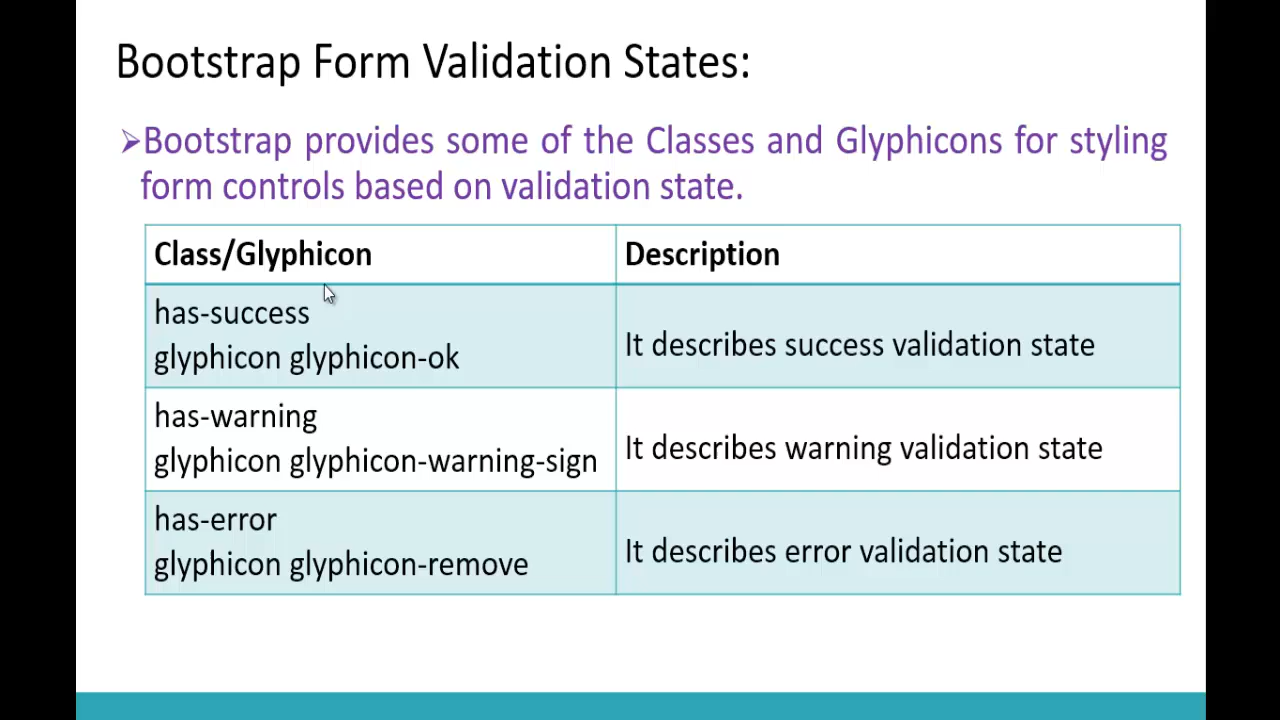 Bootstrap Form Validation States:
Bootstrap provides some of the Classes and Glyphicons for styling
form controls based on validation state.
Class/Glyphicon Description
has-success
glyphicon glyphicon-ok
It describes success validation state
has-warning
glyphicon glyphicon-warning-sign
It describes warning validation state
has-error
glyphicon glyphicon-remove
It describes error validation state